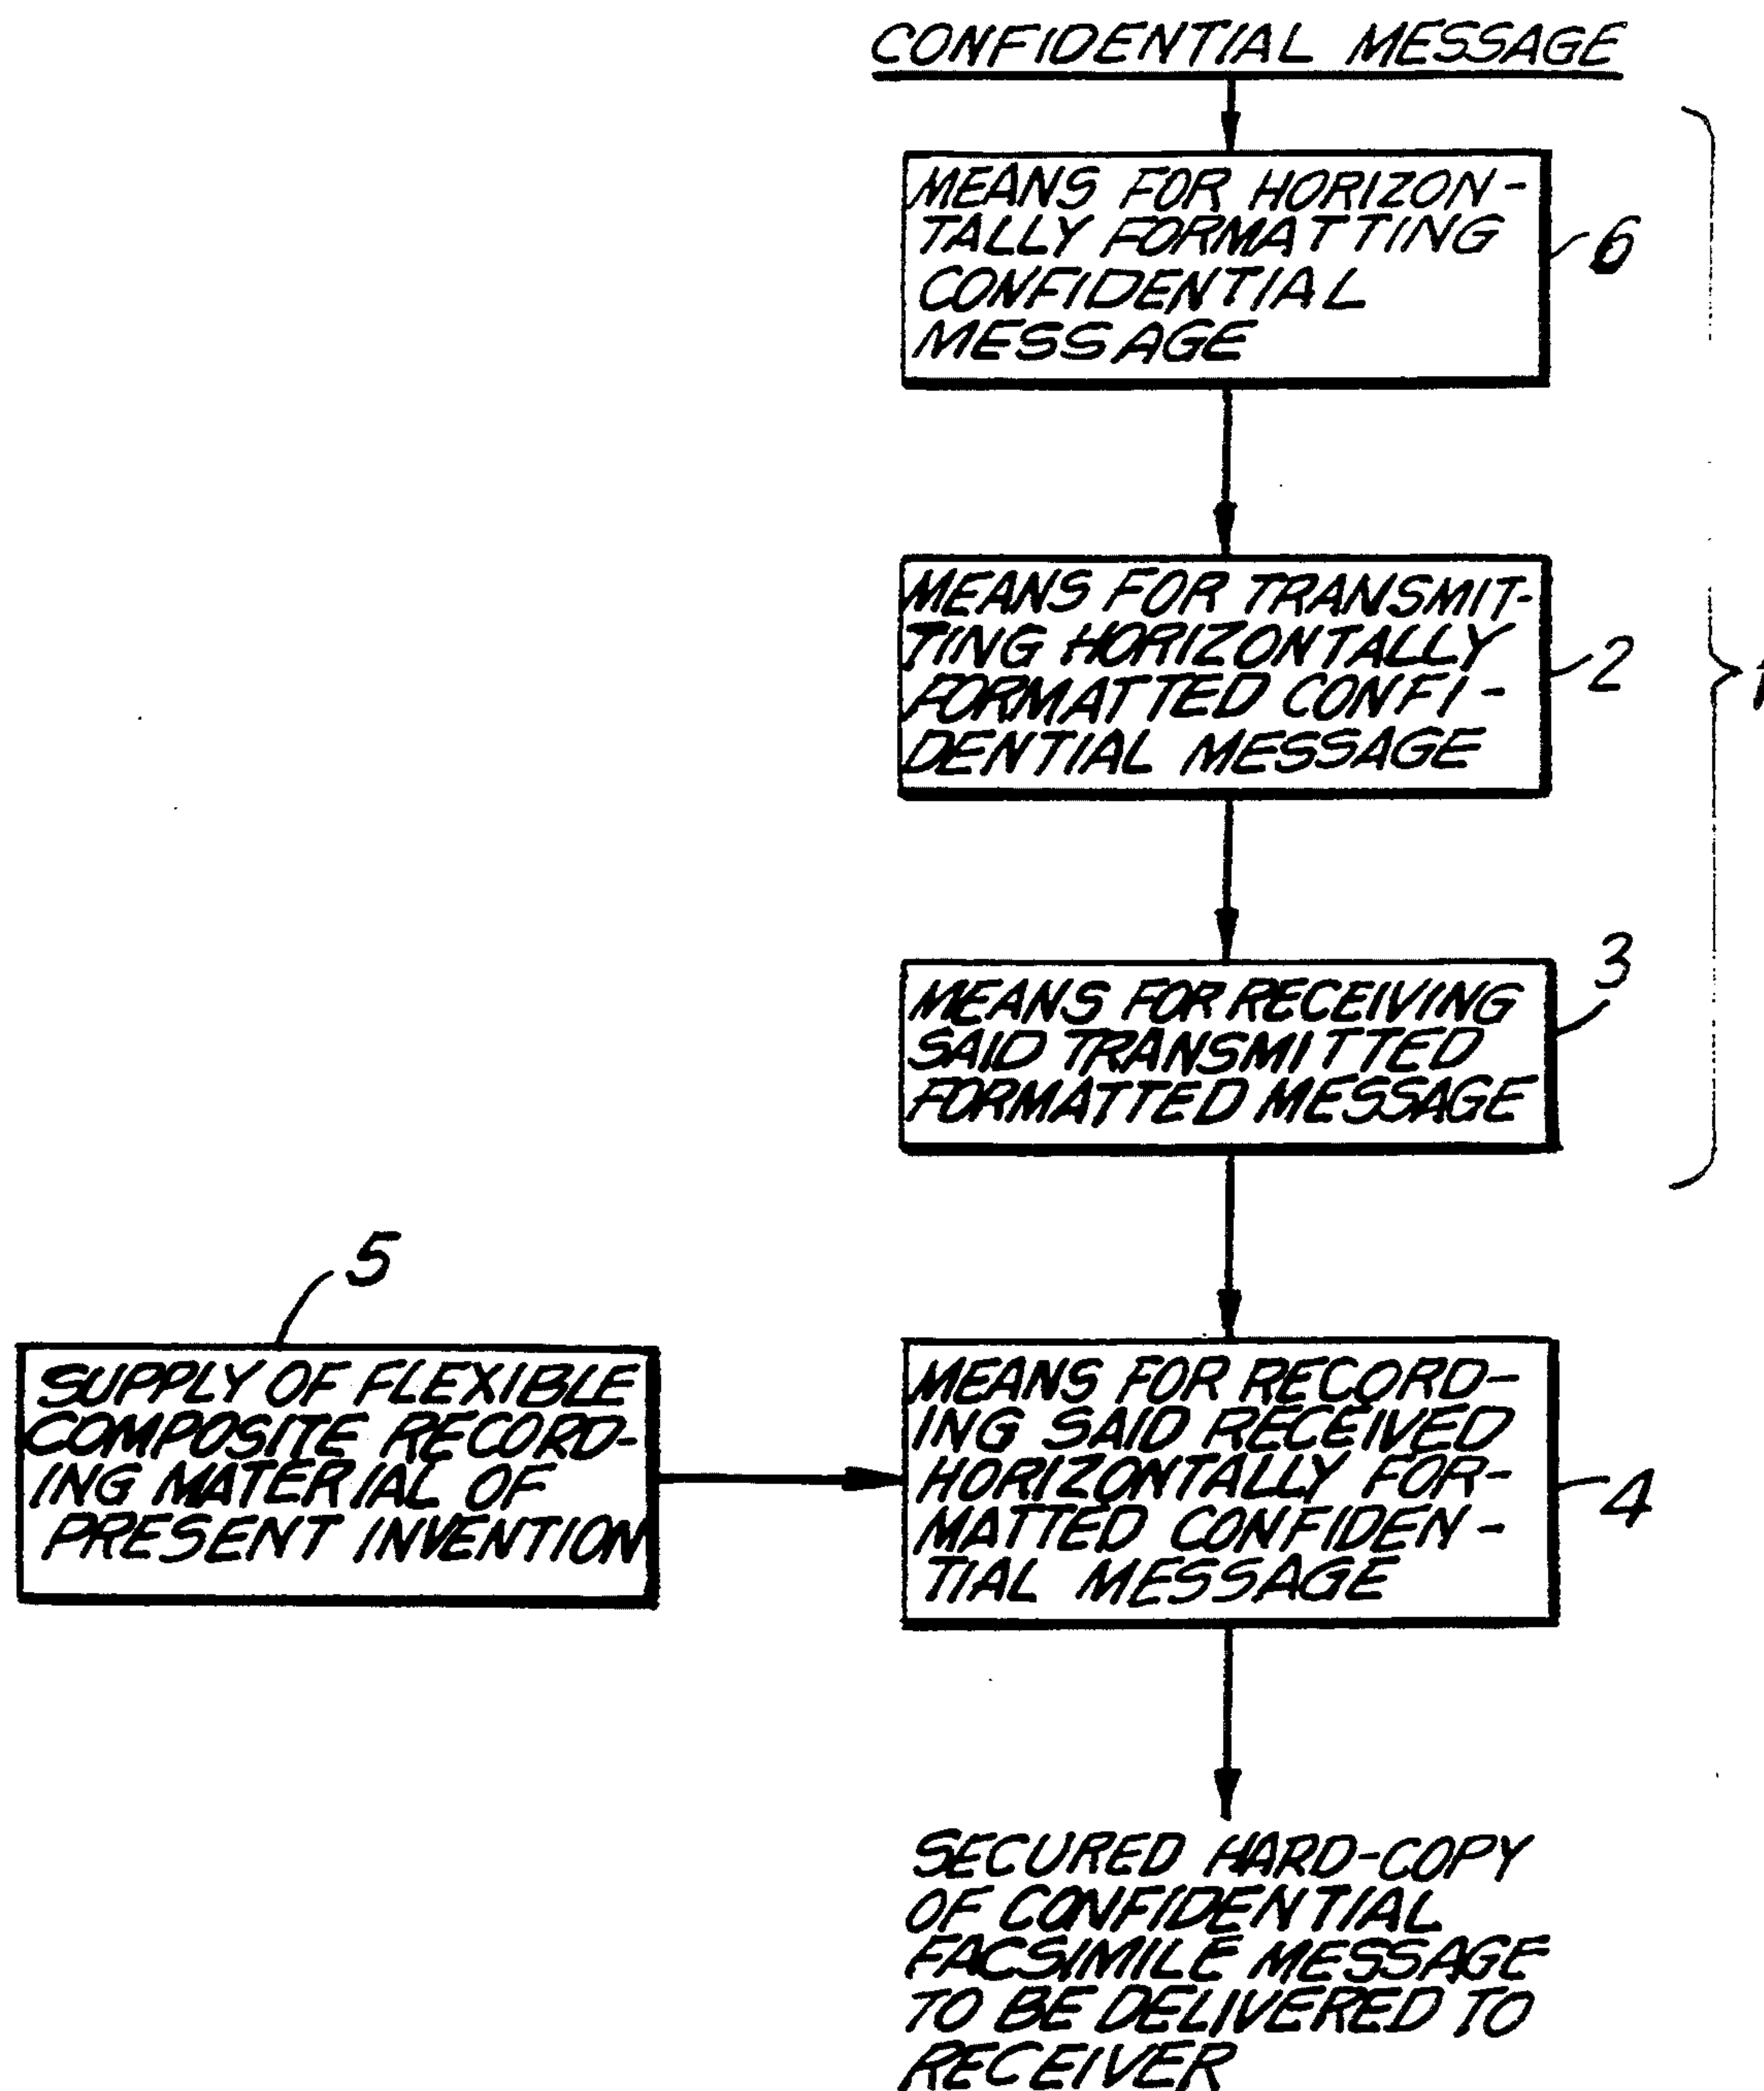 CONFIDENTIAL MESSAGE
MEANS FOR HORIZON-
TALLY FORMATTING
CONFIDENTIAL
MESSAGE
6
MEANS FOR TRANSMIT-
TING HORIZONTALLY
FORMATTED CONFI-
DENTIAL MESSAGE
2
MEANS FOR RECEIVING
SAID TRANSMITTED
FORMATTED MESSAGE
3
5
SUPPLY OF FLEXIBLE
COMPOSITE RECORD-
ING MATERIAL OF
PRESENT INVENTION
MEANS FOR RECORD-
ING SAID RECEIVED
HORIZONTALLY FOR-
MATTED CONFIDEN-
TIAL MESSAGE
4
SECURED HARD-COPY
OF CONFIDENTIAL
FACSIMILE MESSAGE
TO BE DELIVERED TO
RECEIVER